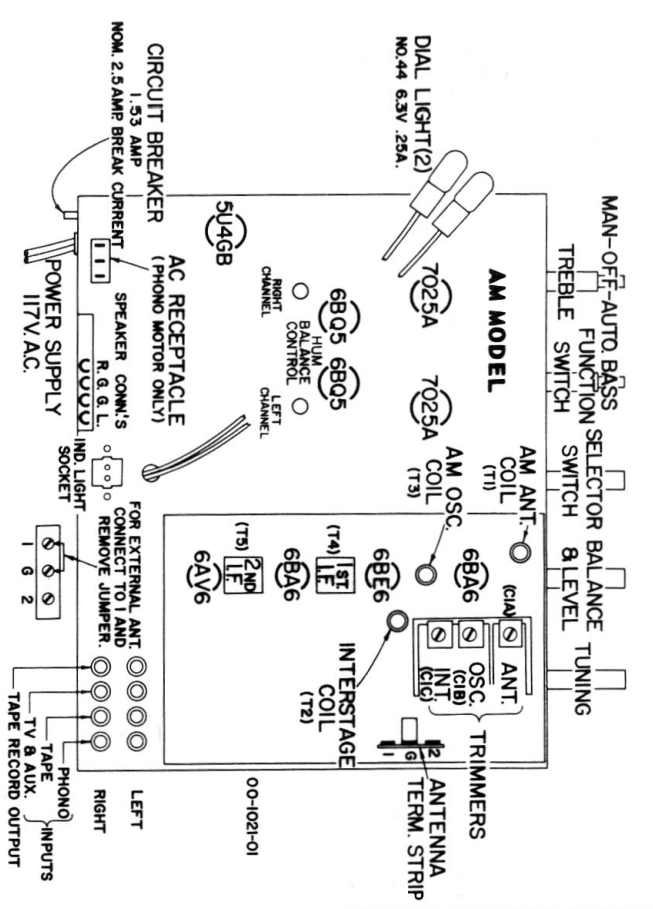 MAN-OFF-AUTO. BASS
TREBLE
FUNCTION
SWITCH
SELECTOR
SWITCH
BALANCE
& LEVEL
TUNING
DIAL LIGHT(2)
NO.44 6.3V .25A.
AM MODEL
7025A
7025A
AM ANT.
COIL
(T1)
AM OSC.
COIL
(T3)
6BA6
(C1A)
ANT.
OSC.
(C1B)
INT.
(C1C)
TRIMMERS
ANTENNA
TERM. STRIP
2
G
1
6BQ5
6BQ5
HUM
BALANCE
CONTROL
RIGHT
CHANNEL
LEFT
CHANNEL
6BE6
1ST.
I.F
(T4)
6BA6
2ND
I.F
(T5)
6AV6
INTERSTAGE
COIL
(T2)
5U4GB
CIRCUIT BREAKER
1.53 AMP
NOM. 2.5 AMP. BREAK CURRENT
AC RECEPTACLE
(PHONO MOTOR ONLY)
SPEAKER CONN.'S
R. G. G. L.
POWER SUPPLY
117V.A.C.
IND. LIGHT
SOCKET
FOR EXTERNAL ANT.
CONNECT TO 1 AND
REMOVE JUMPER.
1
G
2
00-1021-01
LEFT
RIGHT
PHONO
TAPE
TV & AUX.
INPUTS
TAPE RECORD OUTPUT